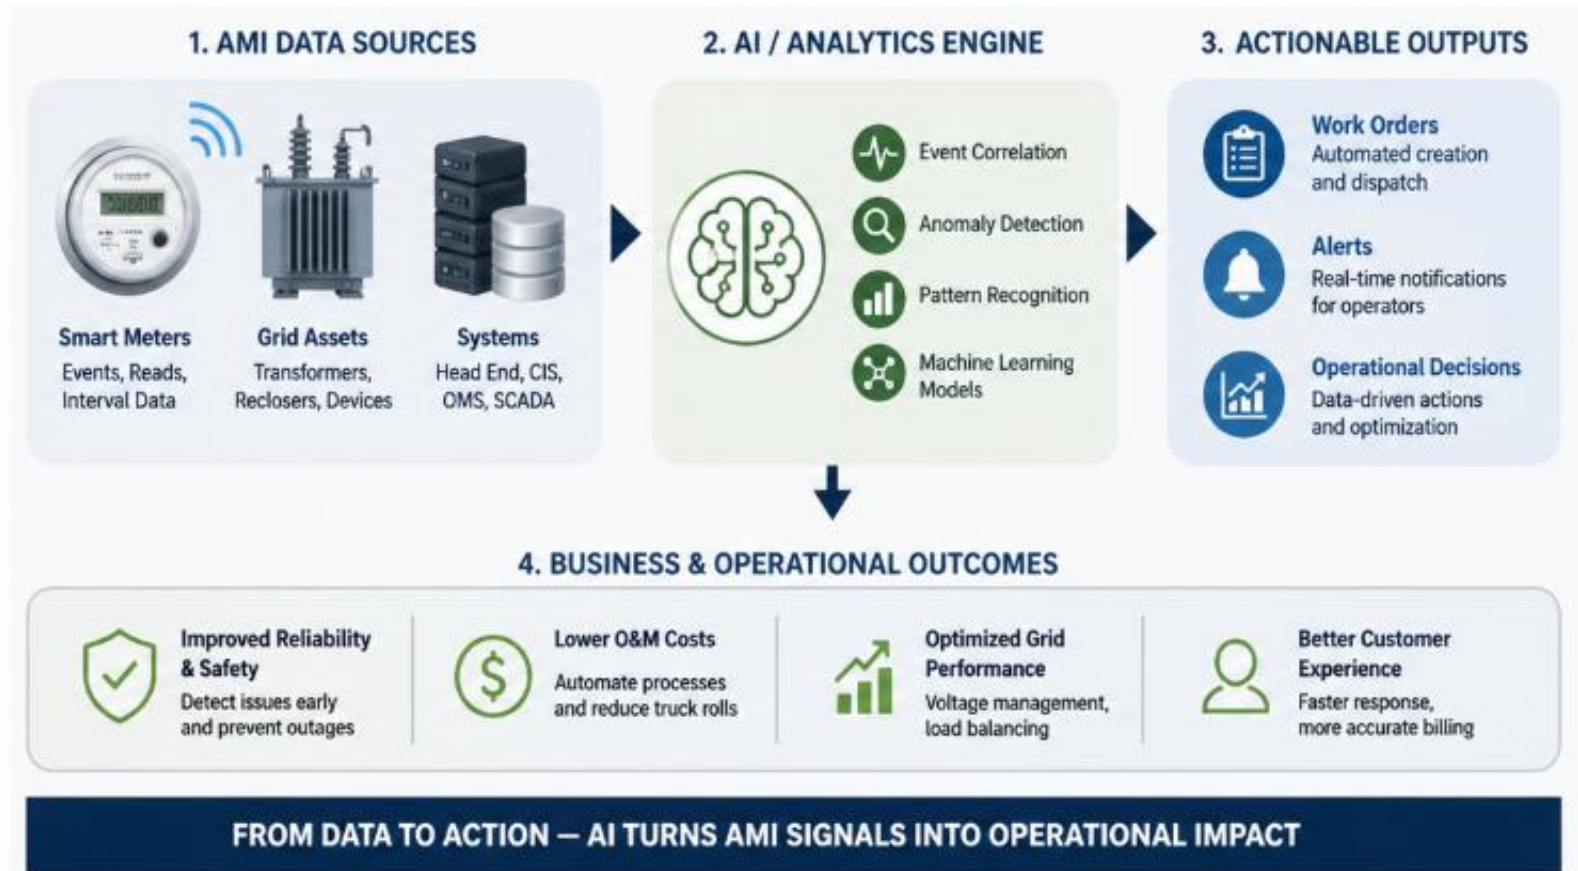 1. AMI DATA SOURCES
2. AI / ANALYTICS ENGINE
3. ACTIONABLE OUTPUTS
Smart Meters
Events, Reads,
Interval Data
Grid Assets
Transformers,
Reclosers, Devices
Systems
Head End, CIS,
OMS, SCADA
Event Correlation
Anomaly Detection
Pattern Recognition
Machine Learning
Models
Work Orders
Automated creation
and dispatch
Alerts
Real-time notifications
for operators
Operational Decisions
Data-driven actions
and optimization
4. BUSINESS & OPERATIONAL OUTCOMES
Improved Reliability
& Safety
Detect issues early
and prevent outages
Lower O&M Costs
Automate processes
and reduce truck rolls
Optimized Grid
Performance
Voltage management,
load balancing
Better Customer
Experience
Faster response,
more accurate billing
FROM DATA TO ACTION — AI TURNS AMI SIGNALS INTO OPERATIONAL IMPACT